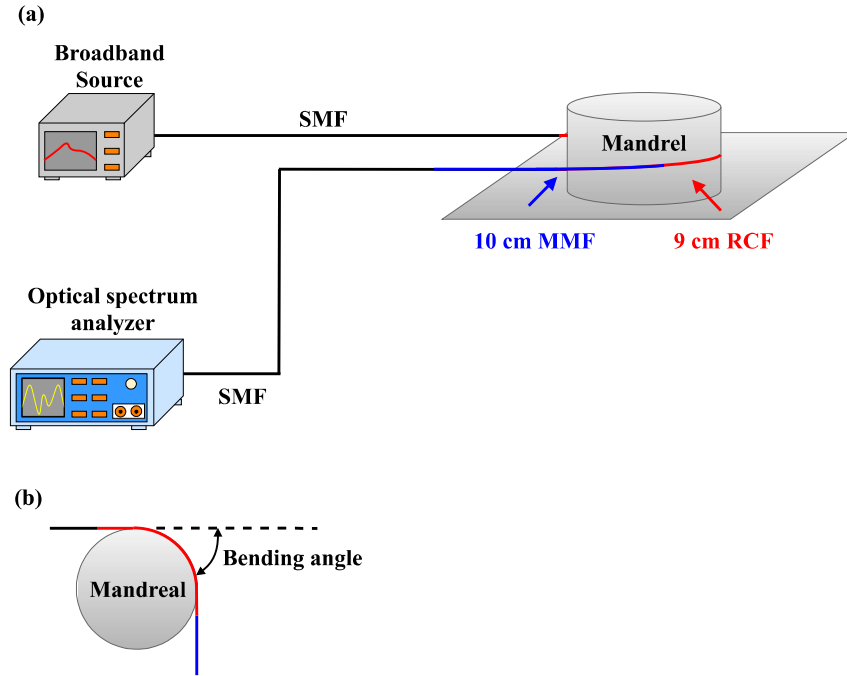 (a)
Broadband
Source
SMF
Mandrel
10 cm MMF
9 cm RCF
Optical spectrum
analyzer
SMF
(b)
Bending angle
Mandreal